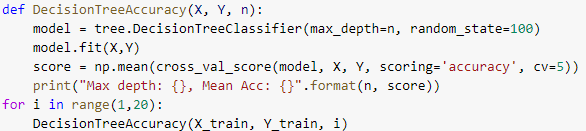 def DecisionTreeAccuracy(X, Y, n):
    model = tree.DecisionTreeClassifier(max_depth=n, random_state=100)
    model.fit(X,Y)
    score = np.mean(cross_val_score(model, X, Y, scoring='accuracy', cv=5))
    print("Max depth: {}, Mean Acc: {}".format(n, score))
for i in range(1,20):
    DecisionTreeAccuracy(X_train, Y_train, i)